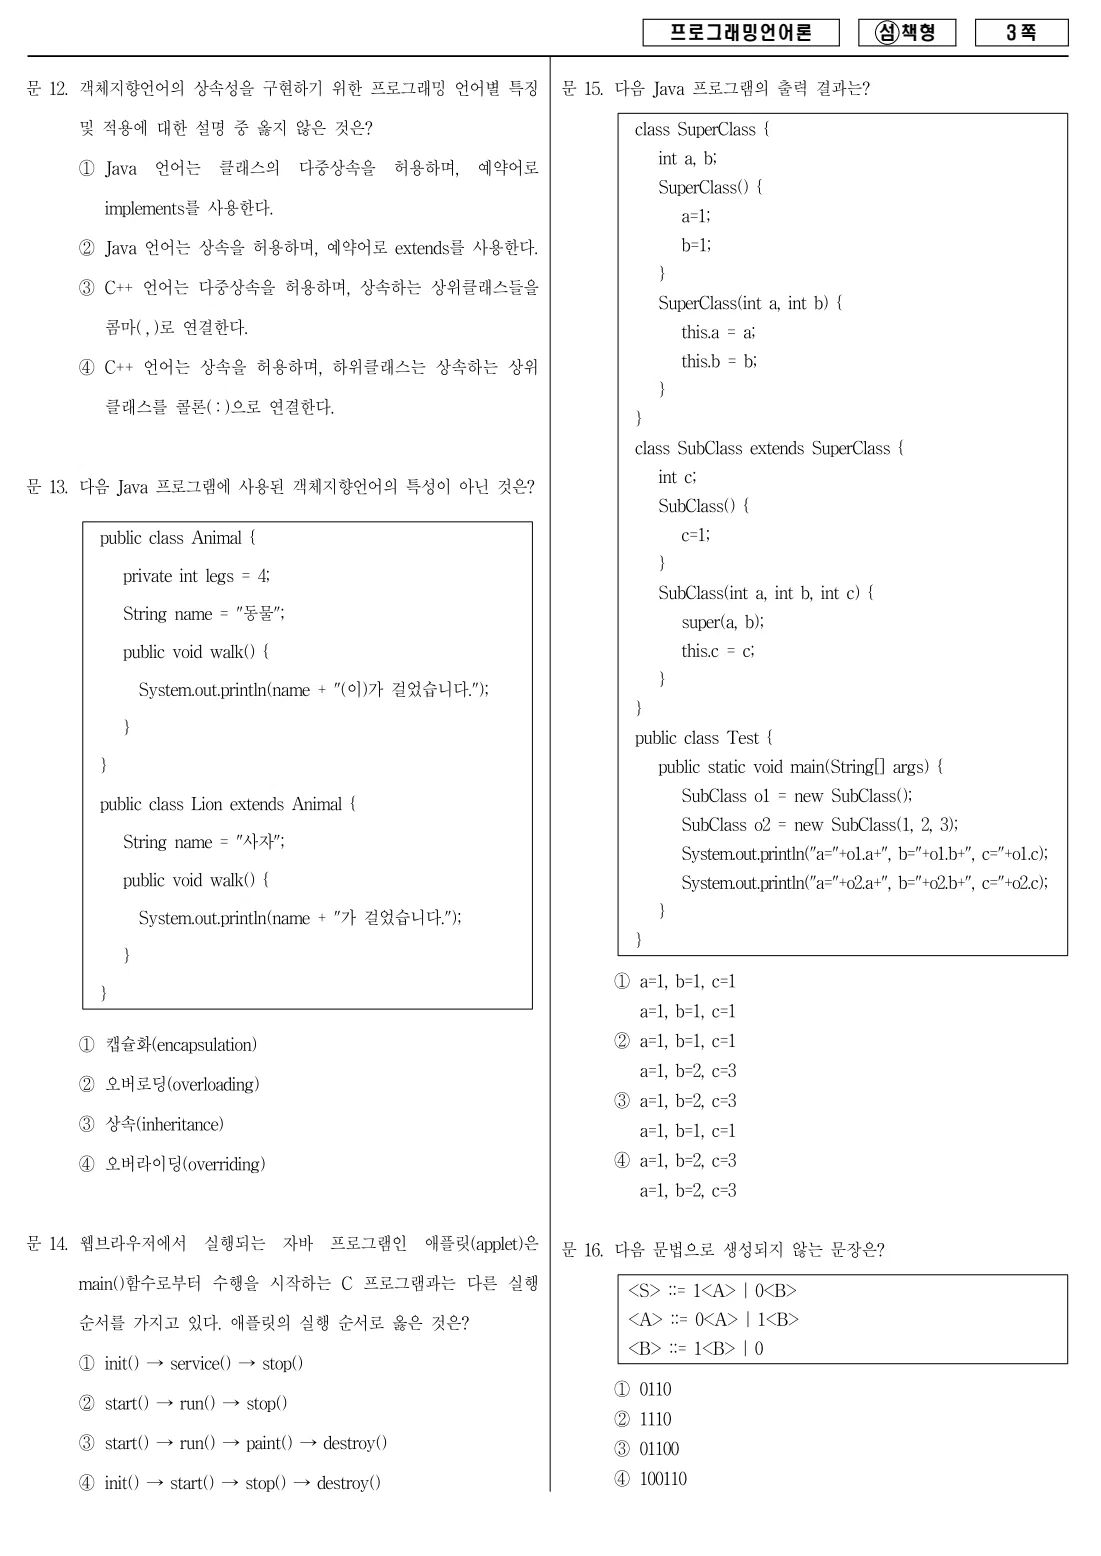 프로그래밍언어론
섬책형
3쪽
문 12. 객체지향언어의 상속성을 구현하기 위한 프로그래밍 언어별 특징
및 적용에 대한 설명 중 옳지 않은 것은?
① Java 언어는 클래스의 다중상속을 허용하며, 예약어로
implements를 사용한다.
② Java 언어는 상속을 허용하며, 예약어로 extends를 사용한다.
③ C++ 언어는 다중상속을 허용하며, 상속하는 상위클래스들을
콤마( , )로 연결한다.
④ C++ 언어는 상속을 허용하며, 하위클래스는 상속하는 상위
클래스를 콜론( : )으로 연결한다.
문 13. 다음 Java 프로그램에 사용된 객체지향언어의 특성이 아닌 것은?
public class Animal {
private int legs = 4;
String name = "동물";
public void walk() {
System.out.println(name + "(이)가 걸었습니다.");
}
}
public class Lion extends Animal {
String name = "사자";
public void walk() {
System.out.println(name + "가 걸었습니다.");
}
}
① 캡슐화(encapsulation)
② 오버로딩(overloading)
③ 상속(inheritance)
④ 오버라이딩(overriding)
문 14. 웹브라우저에서 실행되는 자바 프로그램인 애플릿(applet)은
main()함수로부터 수행을 시작하는 C 프로그램과는 다른 실행
순서를 가지고 있다. 애플릿의 실행 순서로 옳은 것은?
① init() → service() → stop()
② start() → run() → stop()
③ start() → run() → paint() → destroy()
④ init() → start() → stop() → destroy()
문 15. 다음 Java 프로그램의 출력 결과는?
class SuperClass {
int a, b;
SuperClass() {
a=1;
b=1;
}
SuperClass(int a, int b) {
this.a = a;
this.b = b;
}
}
class SubClass extends SuperClass {
int c;
SubClass() {
c=1;
}
SubClass(int a, int b, int c) {
super(a, b);
this.c = c;
}
}
public class Test {
public static void main(String[] args) {
SubClass o1 = new SubClass();
SubClass o2 = new SubClass(1, 2, 3);
System.out.println("a="+o1.a+", b="+o1.b+", c="+o1.c);
System.out.println("a="+o2.a+", b="+o2.b+", c="+o2.c);
}
}
① a=1, b=1, c=1
a=1, b=1, c=1
② a=1, b=1, c=1
a=1, b=2, c=3
③ a=1, b=2, c=3
a=1, b=1, c=1
④ a=1, b=2, c=3
a=1, b=2, c=3
문 16. 다음 문법으로 생성되지 않는 문장은?
<S> ::= 1<A> | 0<B>
<A> ::= 0<A> | 1<B>
<B> ::= 1<B> | 0
① 0110
② 1110
③ 01100
④ 100110